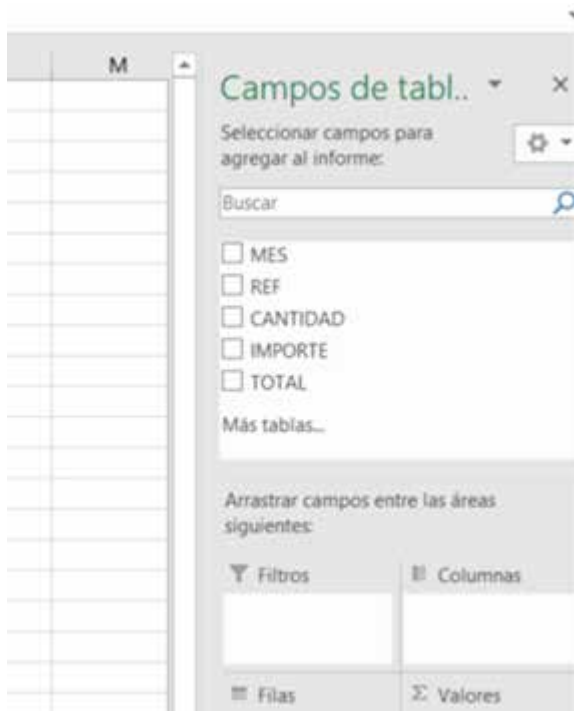 M
Campos de tabl..
Seleccionar campos para
agregar al informe:
Buscar
MES
REF
CANTIDAD
IMPORTE
TOTAL
Más tablas...
Arrastrar campos entre las áreas
siguientes:
Filtros
Columnas
Filas
Σ Valores